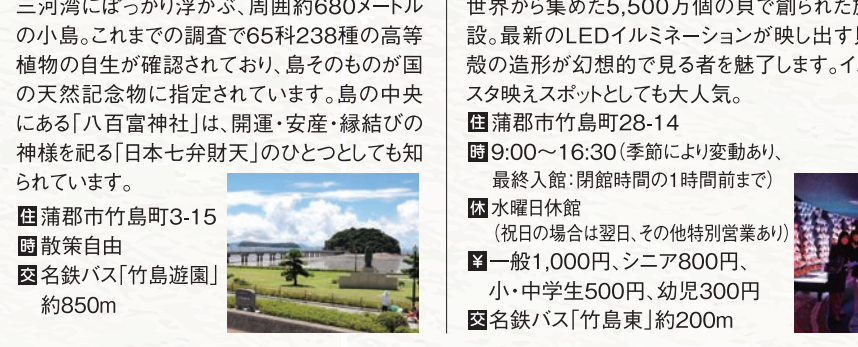 三河湾にぽっかり浮かぶ、周囲約680メートル
の小島。これまでの調査で65科238種の高等
植物の自生が確認されており、島そのものが国
の天然記念物に指定されています。島の中央
にある「八百富神社」は、開運・安産・縁結びの
神様を祀る「日本七弁財天」のひとつとしても知
られています。
住 蒲郡市竹島町3-15
時 散策自由
交 名鉄バス「竹島遊園」
約850m
世界から集めた5,500万個の貝で創られた
設。最新のLEDイルミネーションが映し出す
殻の造形が幻想的で見る者を魅了します。イ
スタ映えスポットとしても大人気。
住 蒲郡市竹島町28-14
時 9:00～16:30(季節により変動あり、
最終入館:閉館時間の1時間前まで)
休 水曜日休館
(祝日の場合は翌日、その他特別営業あり)
¥ 一般1,000円、シニア800円、
小・中学生500円、幼児300円
交 名鉄バス「竹島東」約200m